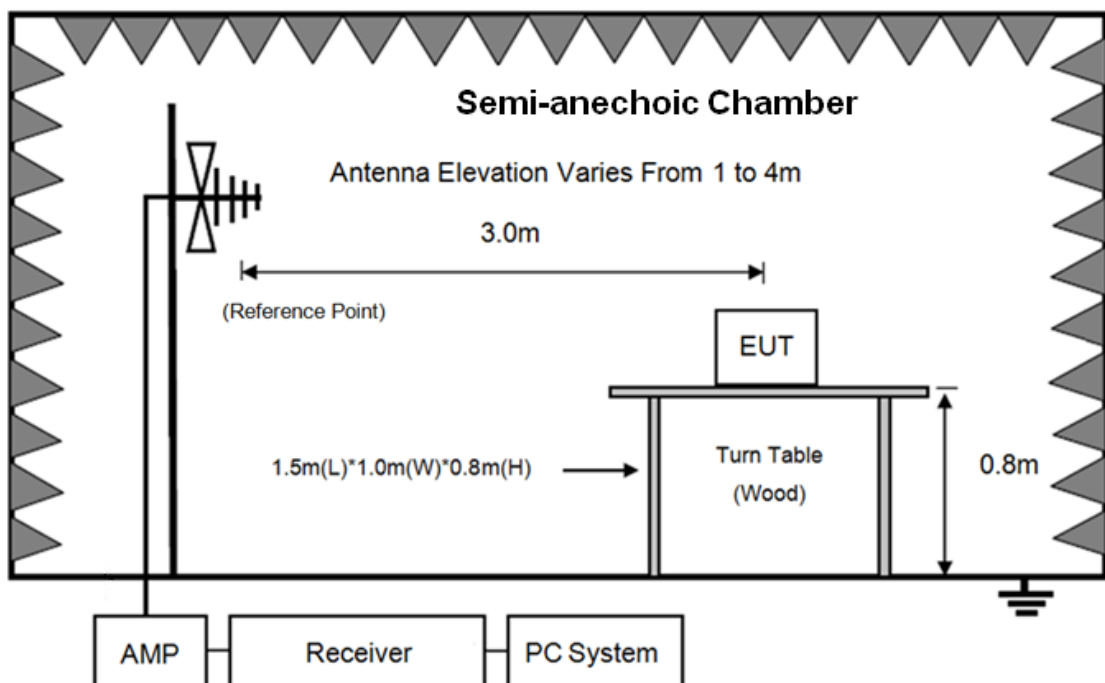 Semi-anechoic Chamber
Antenna Elevation Varies From 1 to 4m
3.0m
(Reference Point)
EUT
1.5m(L)*1.0m(W)*0.8m(H)
Turn Table
(Wood)
0.8m
AMP
Receiver
PC System